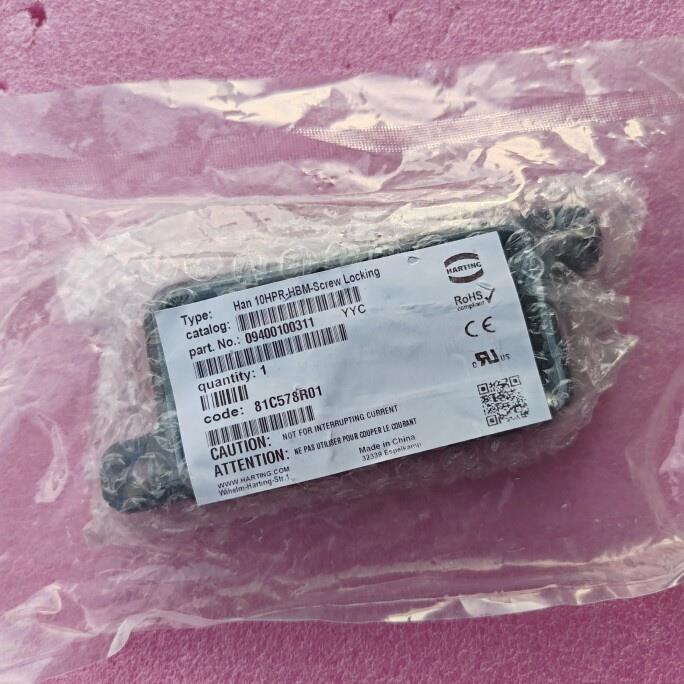 Type: Han 10HPR-HBM-Screw Locking
catalog:
YYC
part. No.: 09400100311
quantity: 1
code: 81C578R01
CAUTION: NOT FOR INTERRUPTING CURRENT
ATTENTION: NE PAS UTILISER POUR COUPER LE COURANT
WWW.HARTING.COM
Wilhelm-Harting-Str.1
Made in China
32339 Espelkamp
HARTING
RoHS
compliant
CE
c RU US